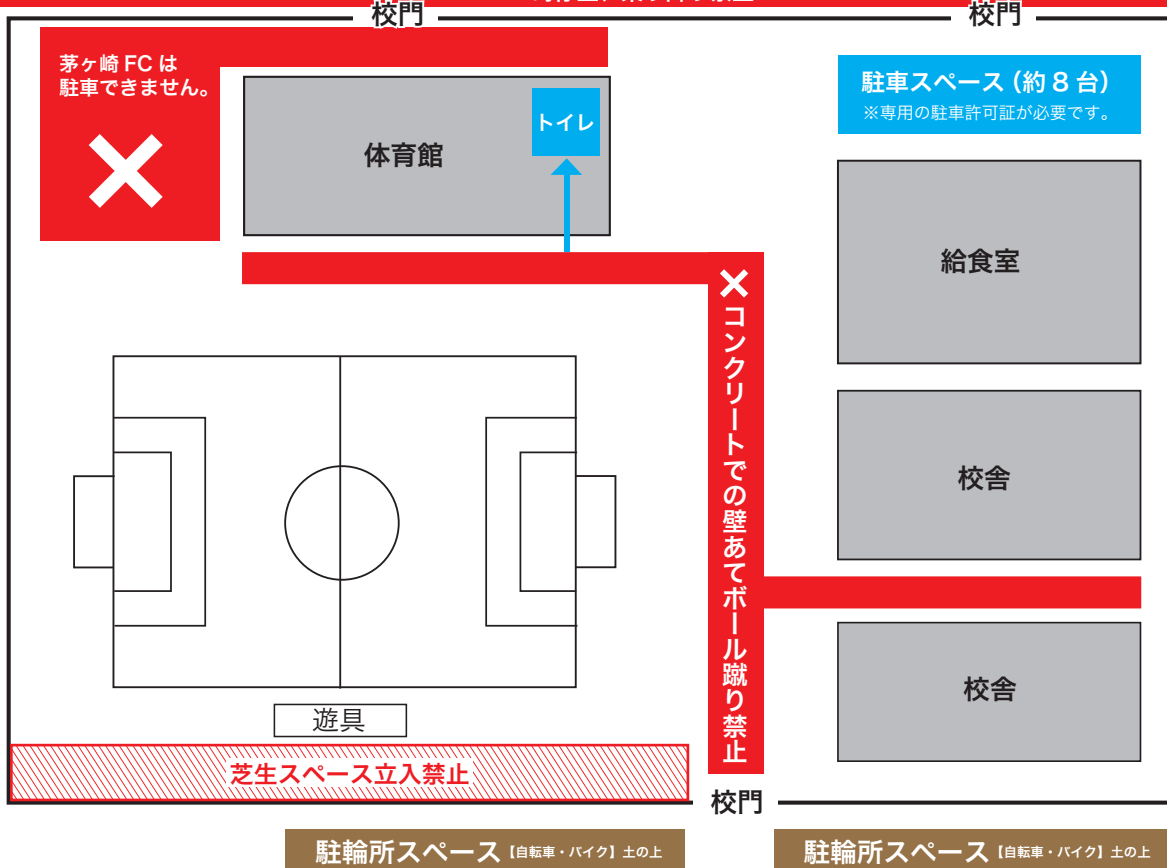 校門
校門
茅ヶ崎 FC は
駐車できません。
駐車スペース（約 8 台）
※専用の駐車許可証が必要です。
トイレ
体育館
給食室
コンクリートでの壁あてボール蹴り禁止
校舎
校舎
遊具
芝生スペース立入禁止
校門
駐輪所スペース【自転車・バイク】土の上
駐輪所スペース【自転車・バイク】土の上